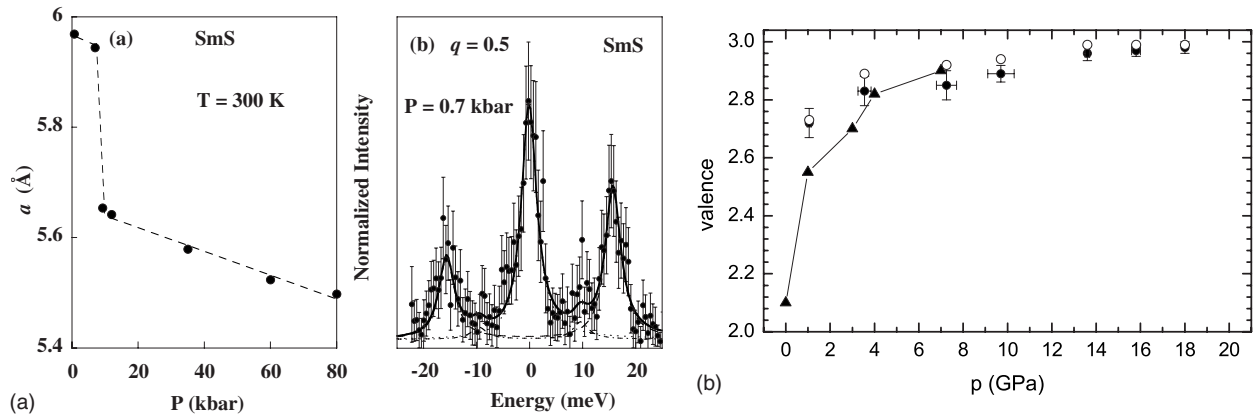 6
5.8
5.6
5.4
a (Å)
(a)
SmS
T = 300 K
0
20
40
60
80
P (kbar)
(a)
(b)
q = 0.5
SmS
P = 0.7 kbar
Normalized Intensity
-20
-10
0
10
20
Energy (meV)
3.0
2.8
2.6
2.4
2.2
2.0
valence
0
2
4
6
8
10
12
14
16
18
20
p (GPa)
(b)